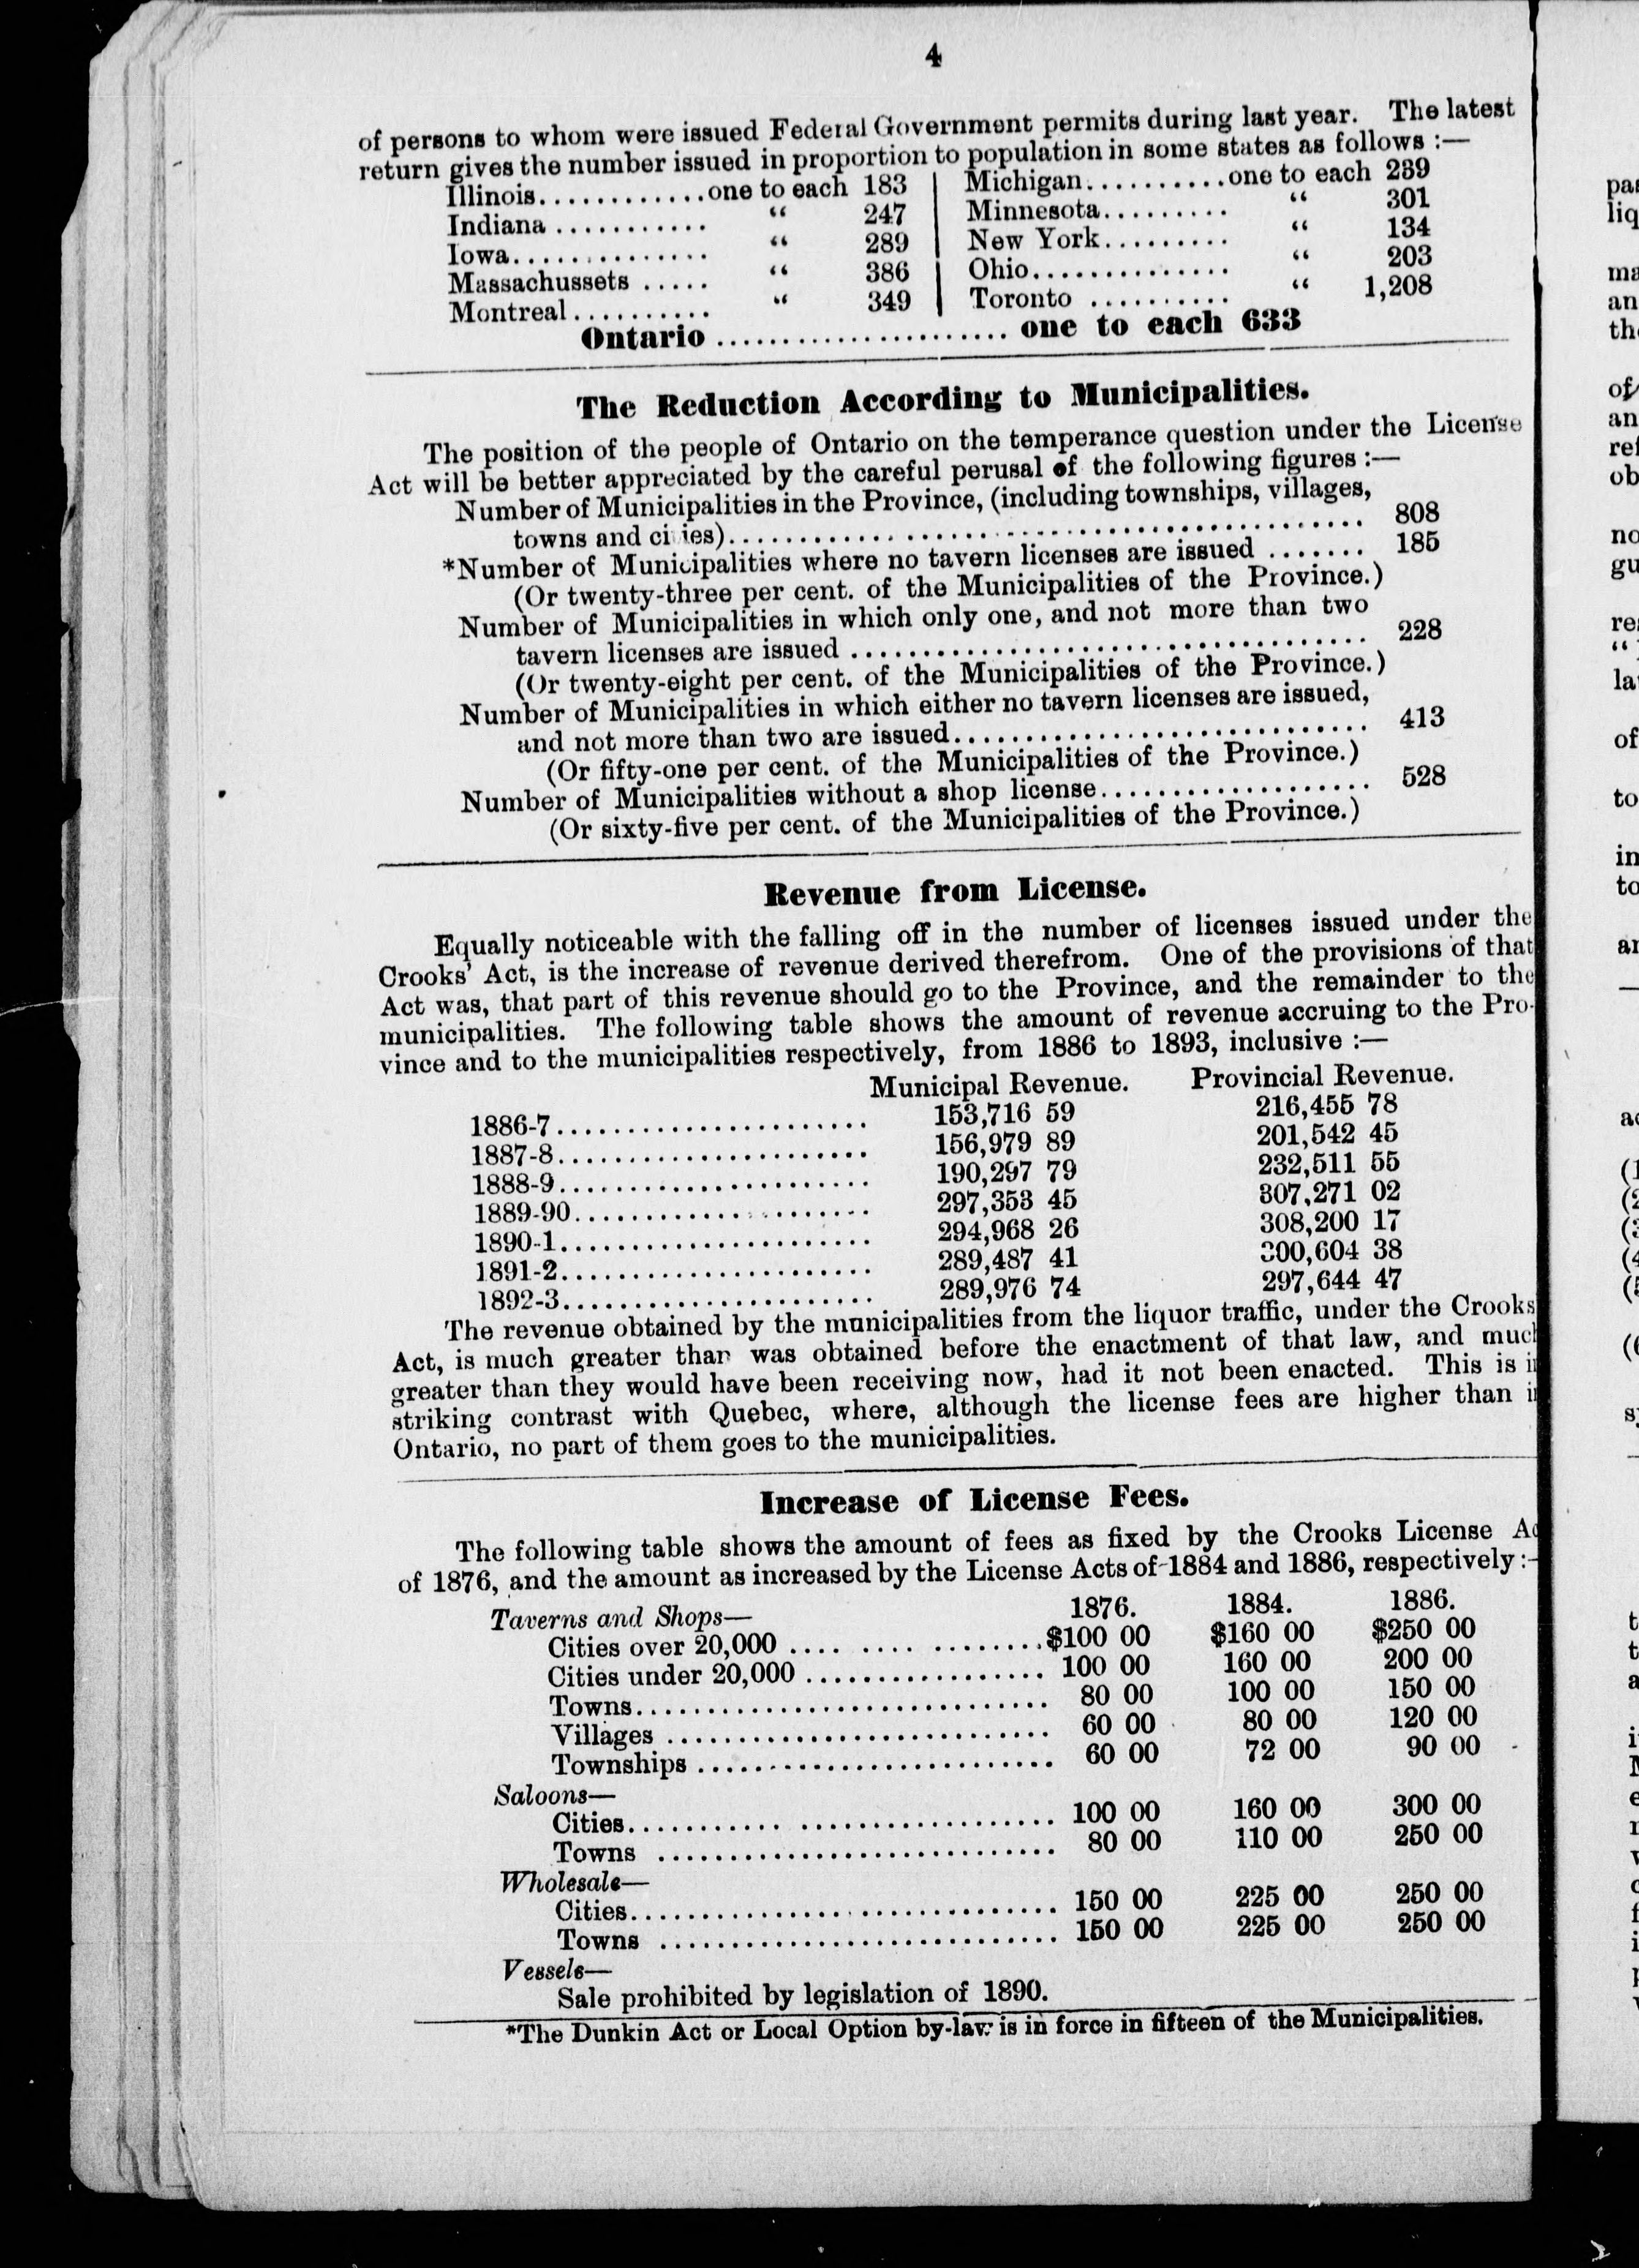 4
of persons to whom were issued Federal Government permits during last year. The latest
return gives the number issued in proportion to population in some states as follows :—
Illinois............one to each 183 | Michigan..........one to each 239
Indiana ........... “ 247 | Minnesota......... “ 301
Iowa.............. “ 289 | New York......... “ 134
Massachussets ..... “ 386 | Ohio.............. “ 203
Montreal.......... “ 349 | Toronto .......... “ 1,208
Ontario ...................... one to each 633
The Reduction According to Municipalities.
The position of the people of Ontario on the temperance question under the License
Act will be better appreciated by the careful perusal of the following figures :—
Number of Municipalities in the Province, (including townships, villages,
towns and ci ies)............................................ 808
*Number of Municipalities where no tavern licenses are issued ....... 185
(Or twenty-three per cent. of the Municipalities of the Province.)
Number of Municipalities in which only one, and not more than two
tavern licenses are issued ................................... 228
(Or twenty-eight per cent. of the Municipalities of the Province.)
Number of Municipalities in which either no tavern licenses are issued,
and not more than two are issued............................. 413
(Or fifty-one per cent. of the Municipalities of the Province.)
Number of Municipalities without a shop license................... 528
(Or sixty-five per cent. of the Municipalities of the Province.)
Revenue from License.
Equally noticeable with the falling off in the number of licenses issued under the
Crooks' Act, is the increase of revenue derived therefrom. One of the provisions of that
Act was, that part of this revenue should go to the Province, and the remainder to the
municipalities. The following table shows the amount of revenue accruing to the Pro-
vince and to the municipalities respectively, from 1886 to 1893, inclusive :—
Municipal Revenue. Provincial Revenue.
1886-7...................... 153,716 59 216,455 78
1887-8...................... 156,979 89 201,542 45
1888-9...................... 190,297 79 232,511 55
1889-90..................... 297,353 45 307,271 02
1890-1...................... 294,968 26 308,200 17
1891-2...................... 289,487 41 300,604 38
1892-3...................... 289,976 74 297,644 47
The revenue obtained by the municipalities from the liquor traffic, under the Crooks
Act, is much greater than was obtained before the enactment of that law, and muc
greater than they would have been receiving now, had it not been enacted. This is i
striking contrast with Quebec, where, although the license fees are higher than i
Ontario, no part of them goes to the municipalities.
Increase of License Fees.
The following table shows the amount of fees as fixed by the Crooks License A
of 1876, and the amount as increased by the License Acts of 1884 and 1886, respectively :-
Taverns and Shops— 1876. 1884. 1886.
Cities over 20,000 .... .... ........$100 00 $160 00 $250 00
Cities under 20,000 ................. 100 00 160 00 200 00
Towns............................. 80 00 100 00 150 00
Villages ........................... 60 00 80 00 120 00
Townships ......................... 60 00 72 00 90 00
Saloons—
Cities........... .................. 100 00 160 00 300 00
Towns ............................ 80 00 110 00 250 00
Wholesale—
Cities.............................. 150 00 225 00 250 00
Towns ............................ 150 00 225 00 250 00
Vessels—
Sale prohibited by legislation of 1890.
*The Dunkin Act or Local Option by-law is in force in fifteen of the Municipalities.